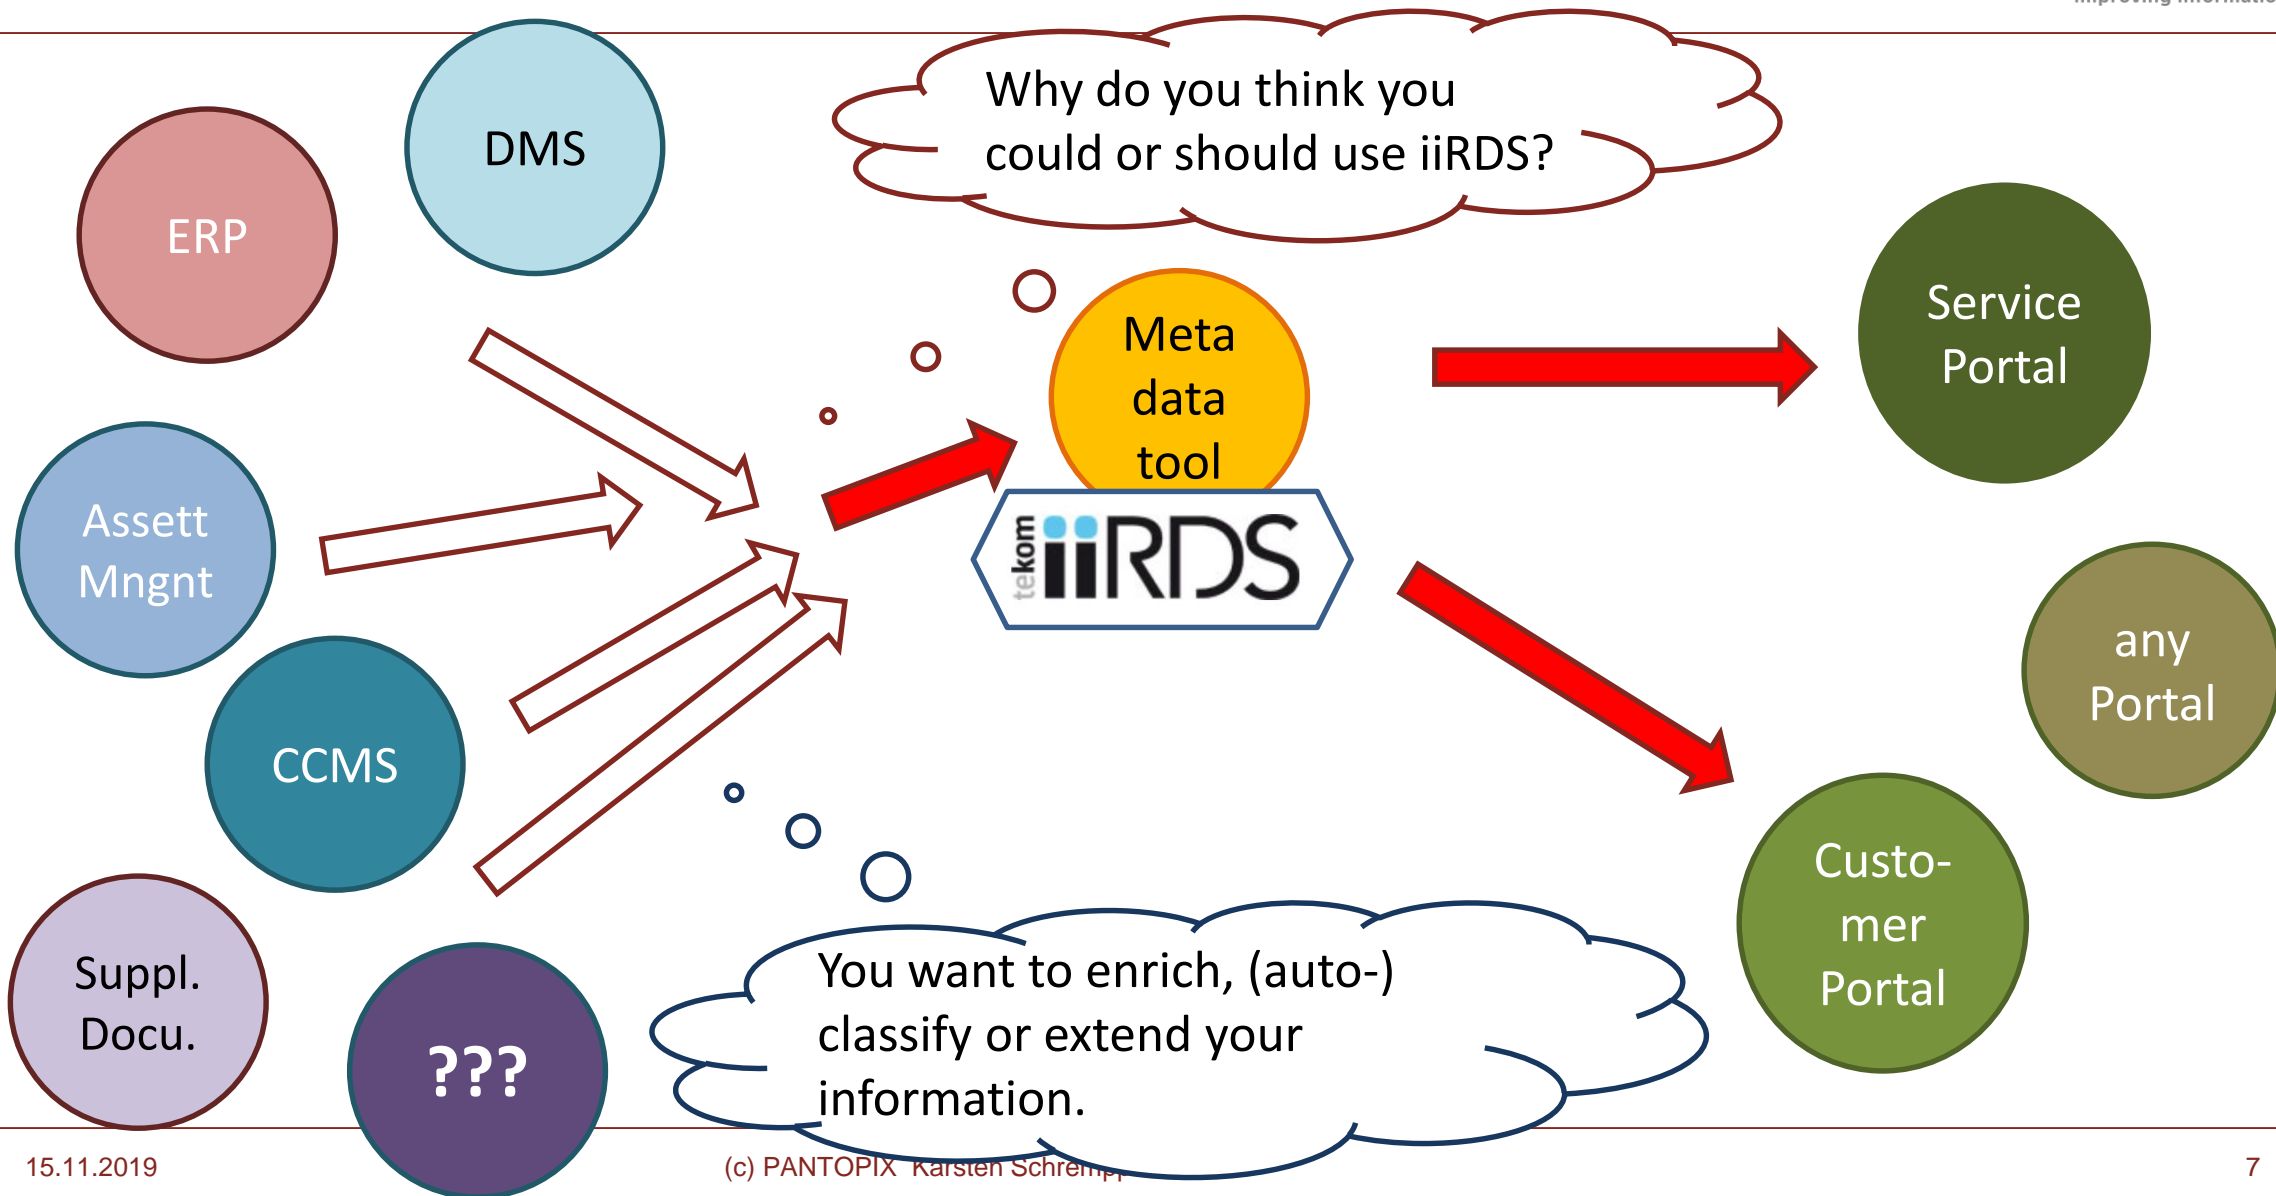 Why do you think you
could or should use iiRDS?
DMS
ERP
Meta
data
tool
Service
Portal
tekom
iiRDS
Assett
Mngnt
any
Portal
CCMS
Custo-
mer
Portal
Suppl.
Docu.
???
You want to enrich, (auto-)
classify or extend your
information.
15.11.2019
(c) PANTOPIX Karsten Schrempp
7